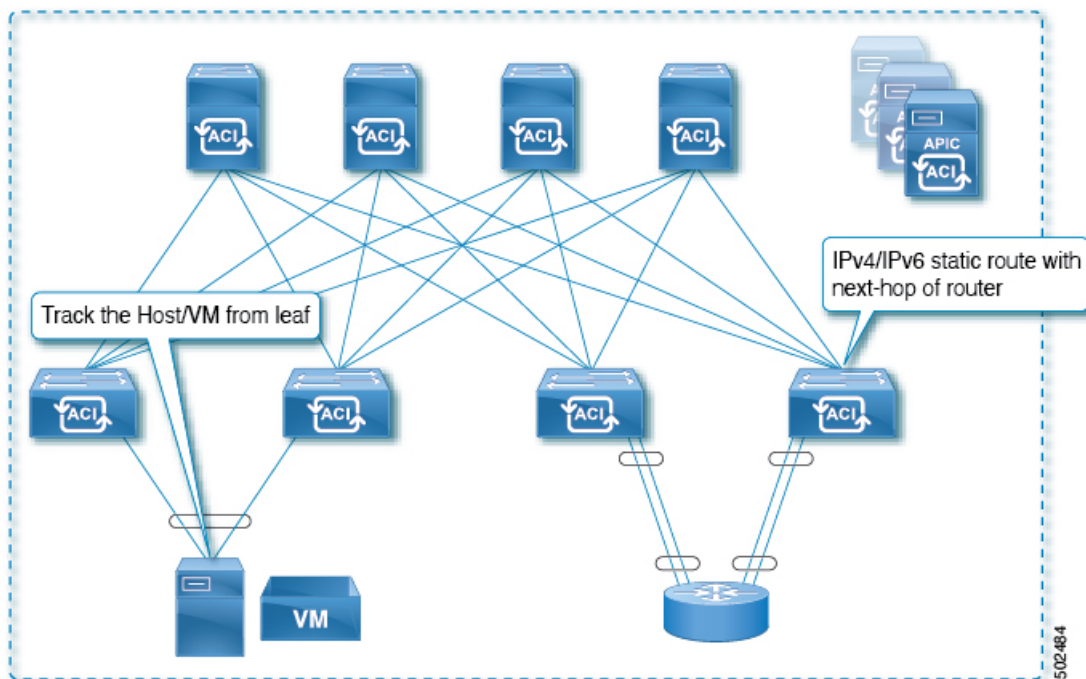 ACI
ACI
ACI
ACI
APIC
ACI
IPv4/IPv6 static route with
next-hop of router
Track the Host/VM from leaf
ACI
ACI
ACI
ACI
VM
502484